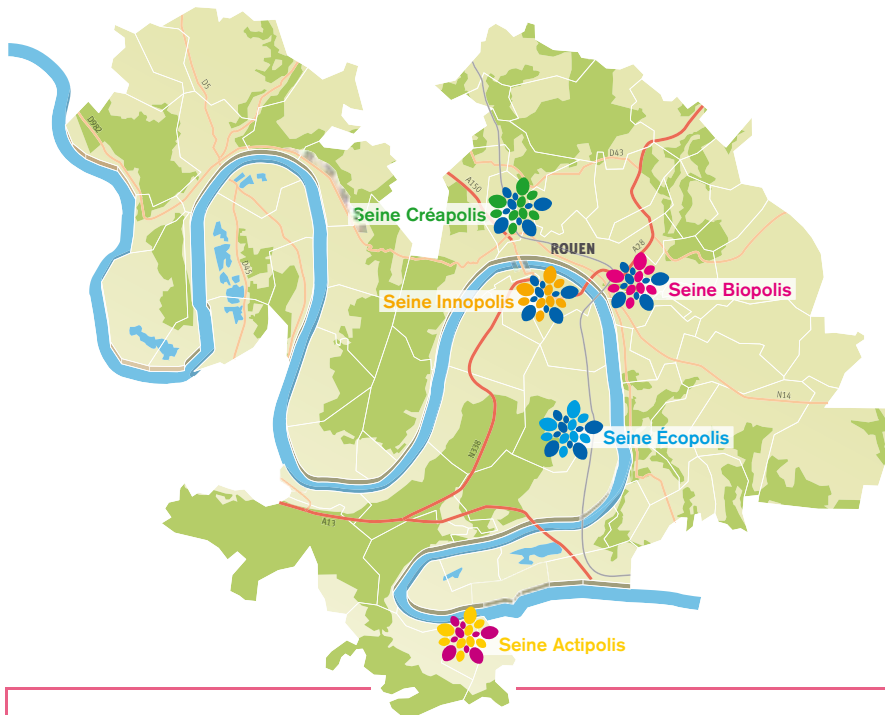 D5
D982
D43
A150
Seine Créapolis
ROUEN
A28
D45
Seine Innopolis
Seine Biopolis
N14
Seine Écopolis
N338
A13
Seine Actipolis